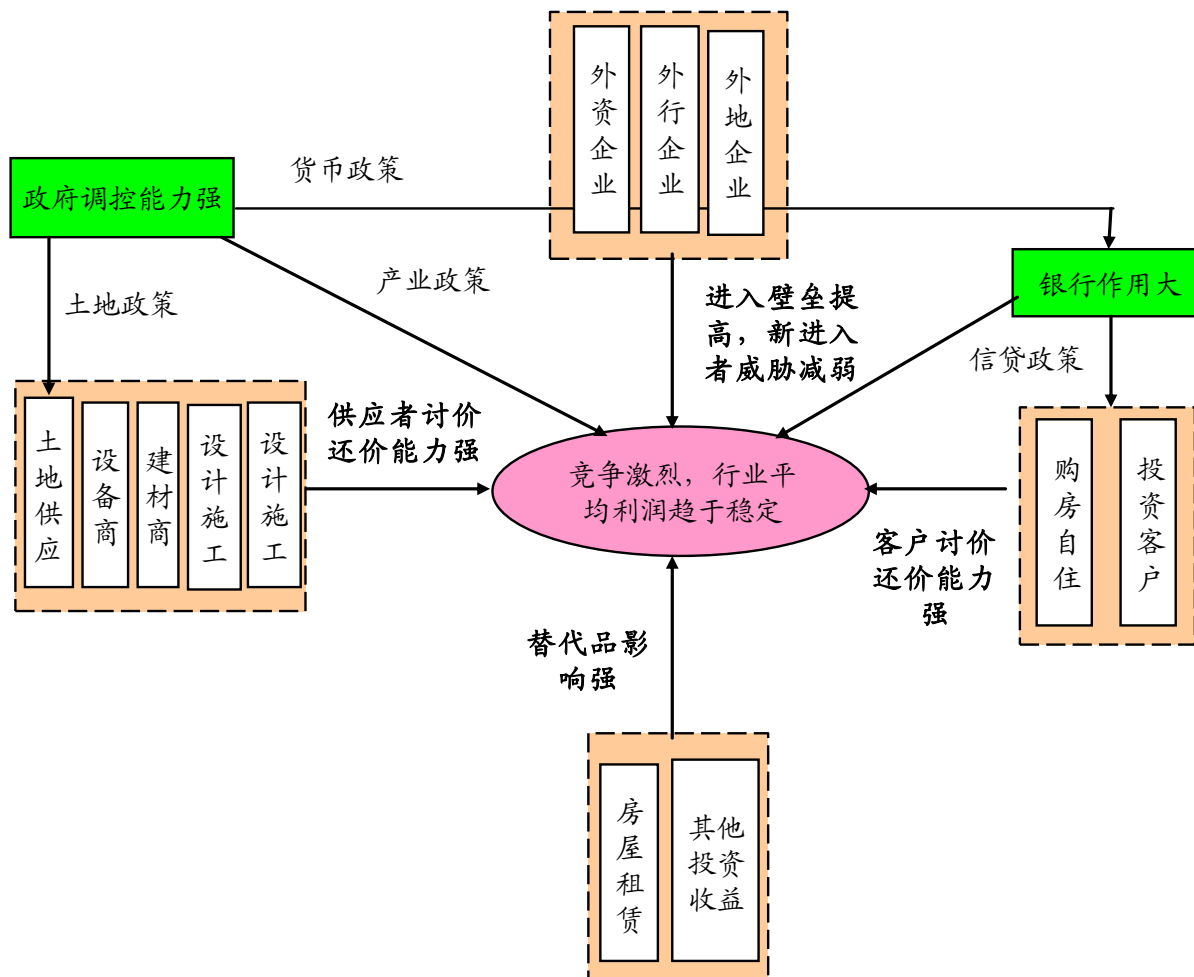 外资企业
外行企业
外地企业
货币政策
政府调控能力强
产业政策
土地政策
进入壁垒提
高，新进入
者威胁减弱
银行作用大
信贷政策
土地供应
设备商
建材商
设计施工
设计施工
供应者讨价
还价能力强
竞争激烈，行业平
均利润趋于稳定
客户讨价
还价能力
强
购房自住
投资客户
替代品影
响强
房屋租赁
其他
投资
收益